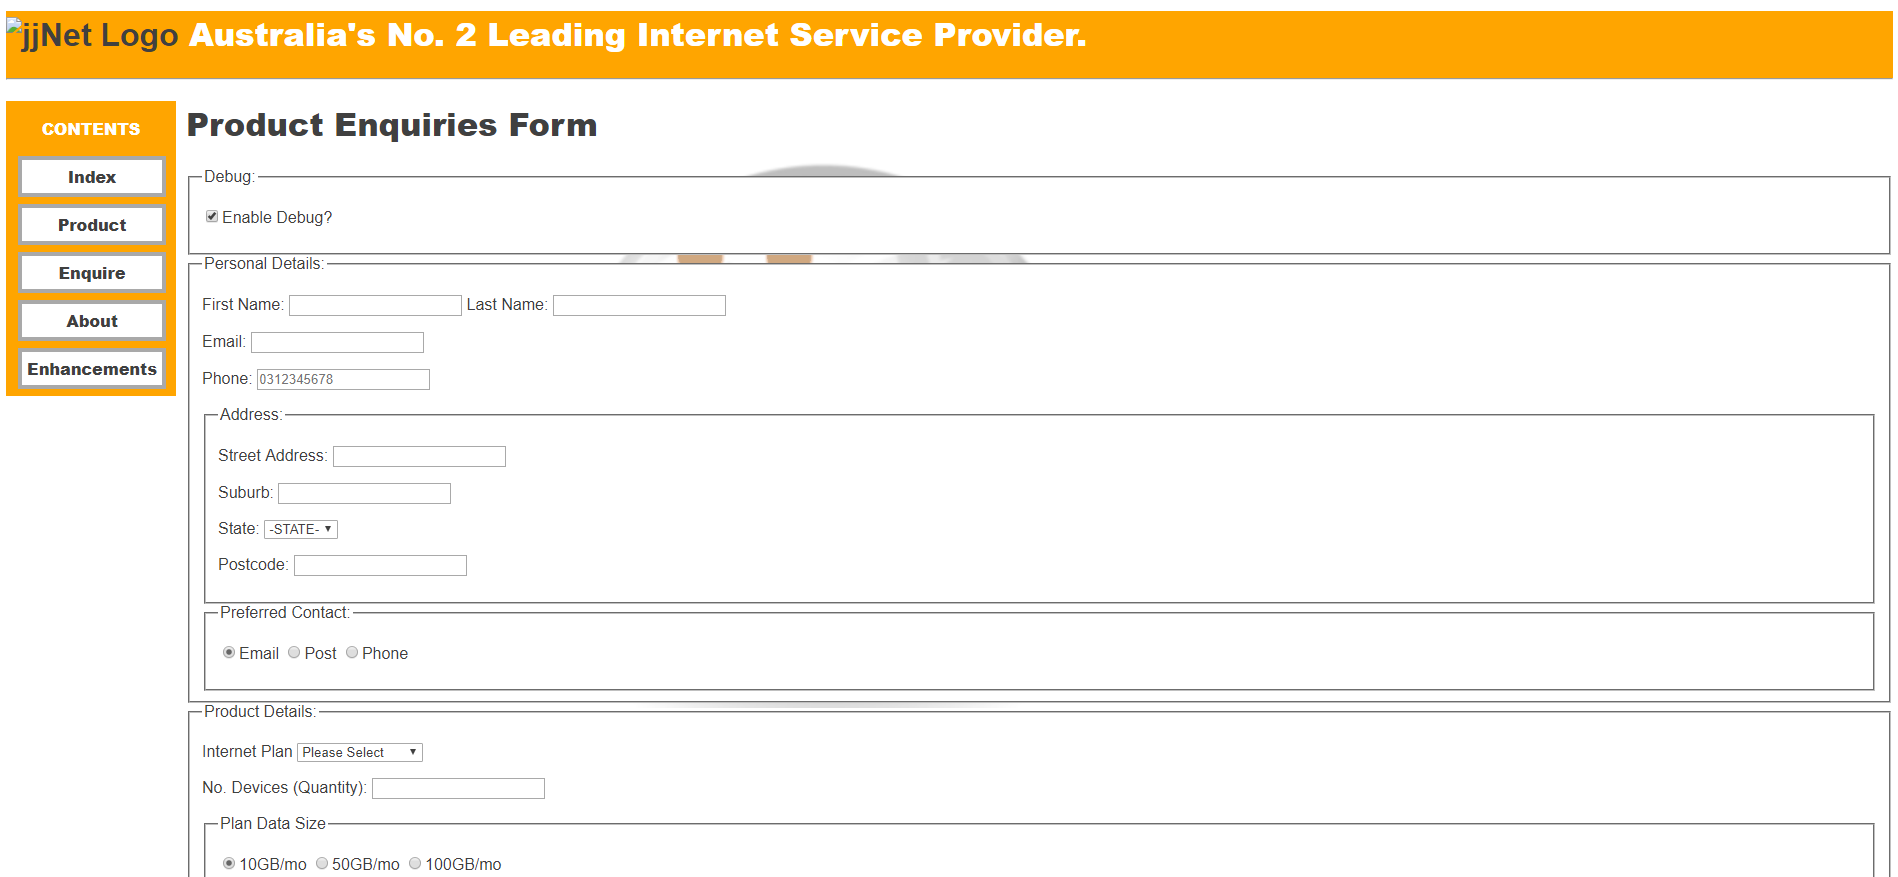 jjNet Logo Australia's No. 2 Leading Internet Service Provider.
CONTENTS
Index
Product
Enquire
About
Enhancements
Product Enquiries Form
Debug:
Enable Debug?
Personal Details:
First Name: Last Name:
Email:
Phone: 0312345678
Address:
Street Address:
Suburb:
State: -STATE-
Postcode:
Preferred Contact:
Email Post Phone
Product Details:
Internet Plan Please Select
No. Devices (Quantity):
Plan Data Size
10GB/mo 50GB/mo 100GB/mo